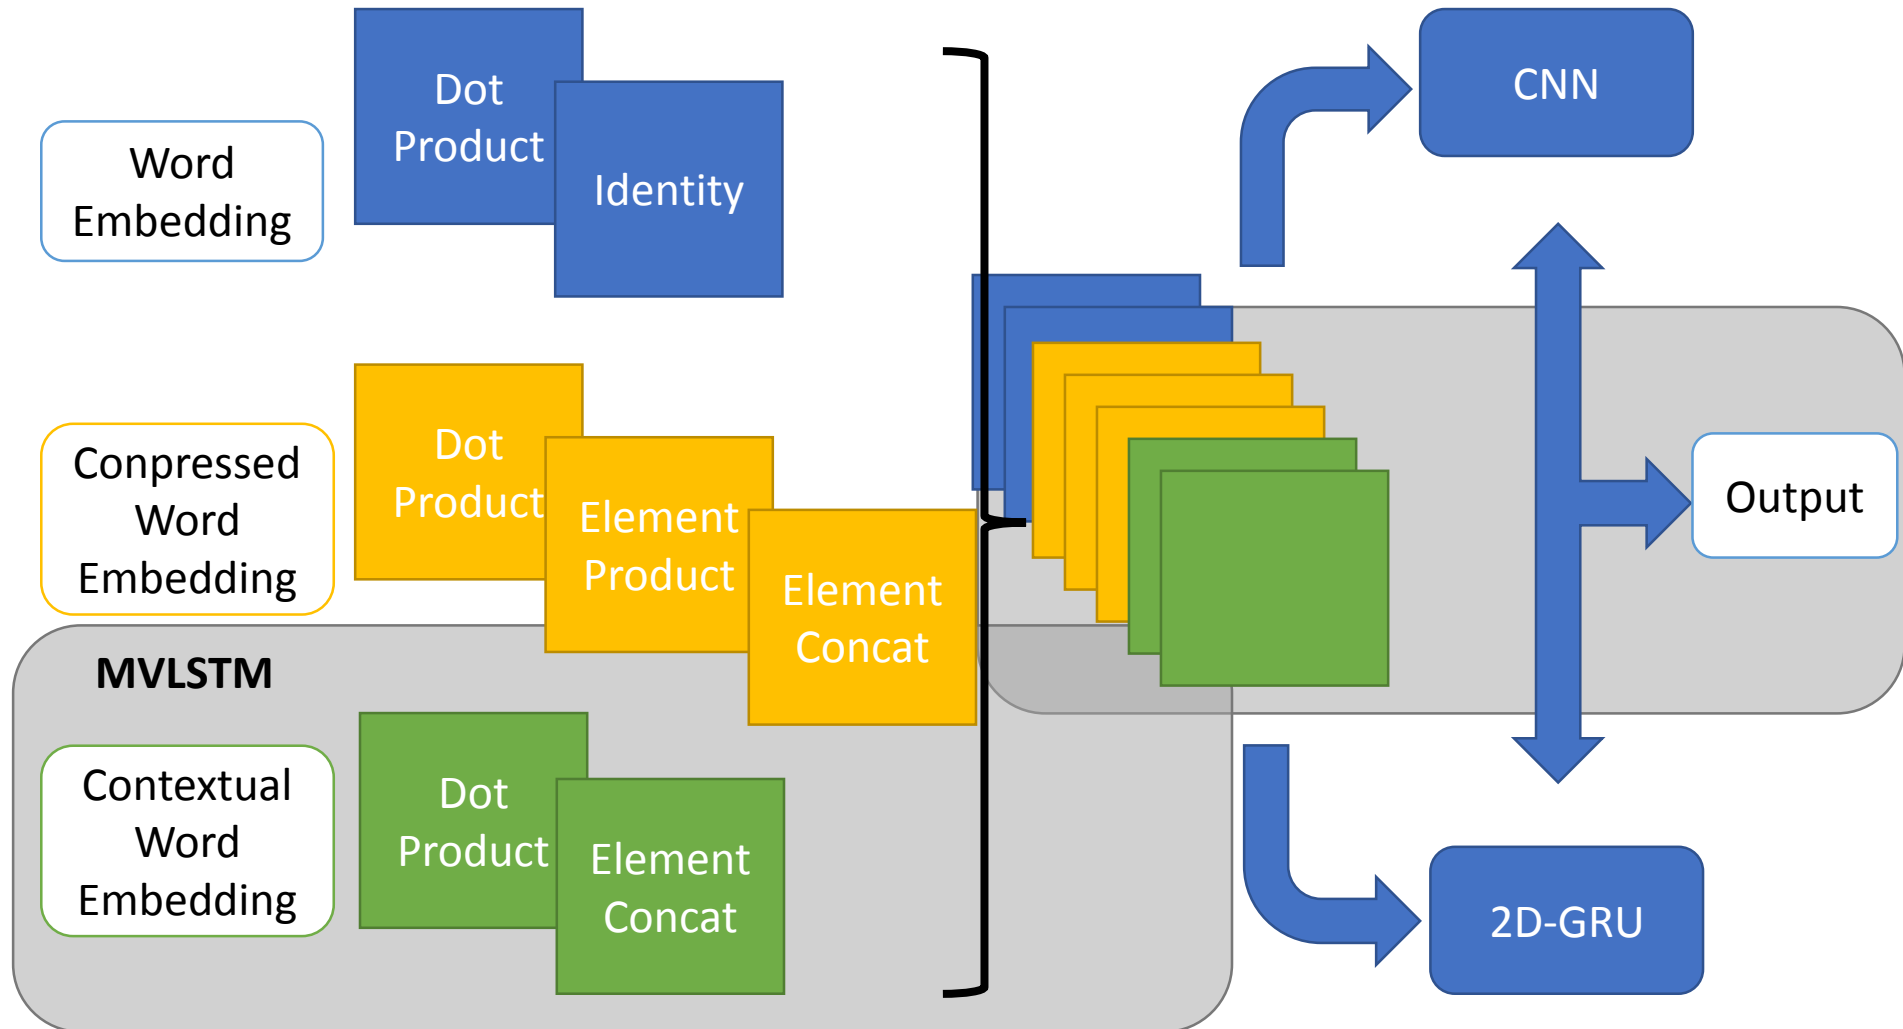 Word
Embedding
Dot
Product
Identity
Conpressed
Word
Embedding
Dot
Product
Element
Product
Element
Concat
MVLSTM
Contextual
Word
Embedding
Dot
Product
Element
Concat
CNN
Output
2D-GRU